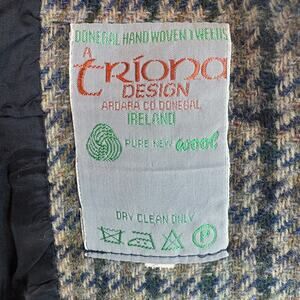 DONEGAL HAND WOVEN TWEEDS
A
tríona
DESIGN
ARDARA CO. DONEGAL
IRELAND
PURE NEW wool
DRY CLEAN ONLY
P